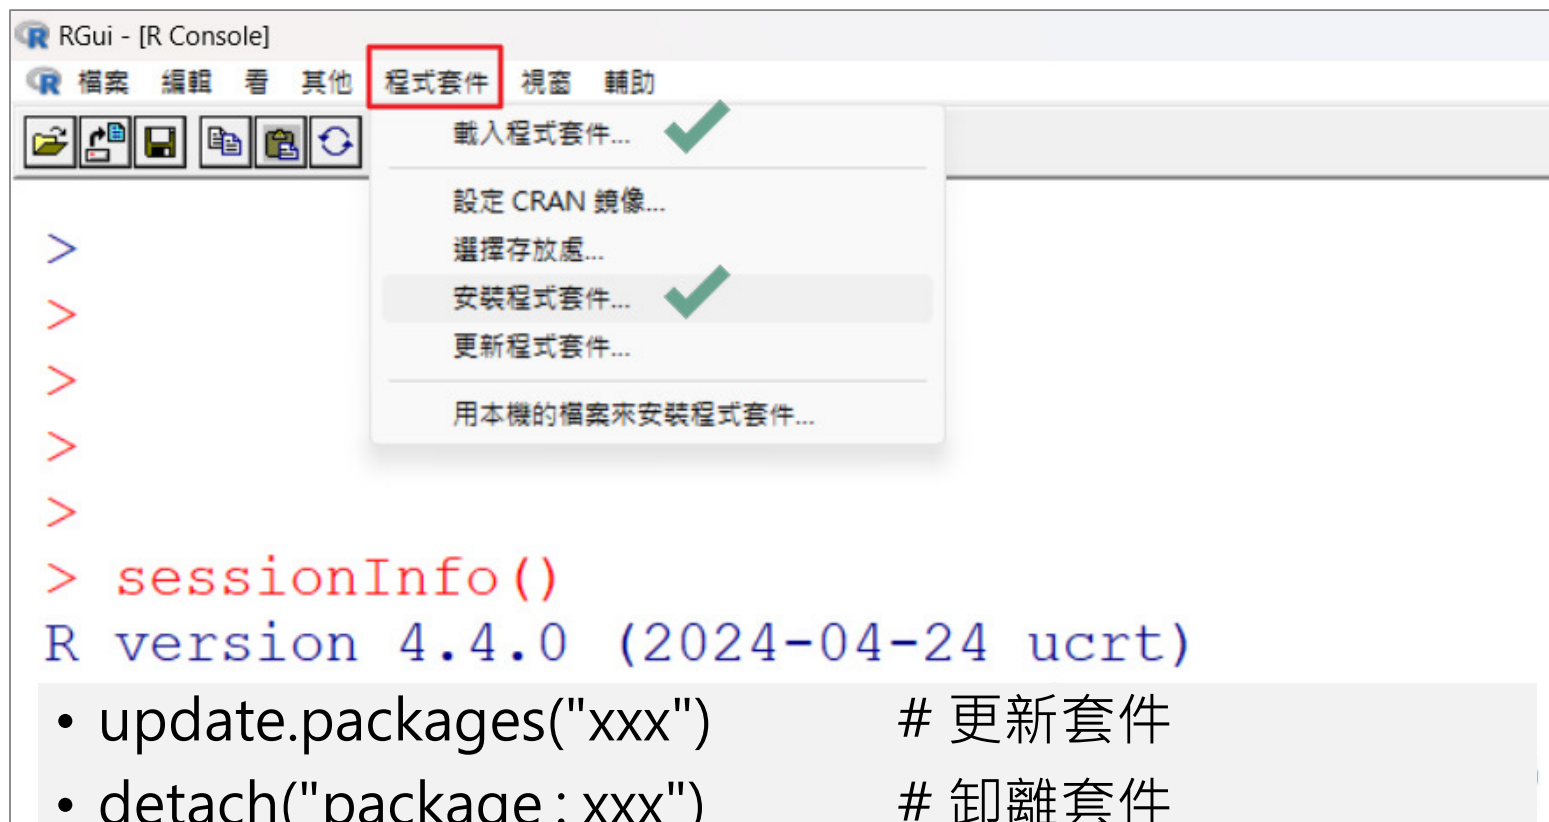 RGui - [R Console]
檔案 編輯 看 其他 程式套件 視窗 輔助
載入程式套件...
設定 CRAN 鏡像...
選擇存放處...
安裝程式套件...
更新程式套件...
用本機的檔案來安裝程式套件...
>
>
>
>
>
> sessionInfo()
R version 4.4.0 (2024-04-24 ucrt)
• update.packages("xxx") # 更新套件
• detach("package : xxx") # 卸離套件